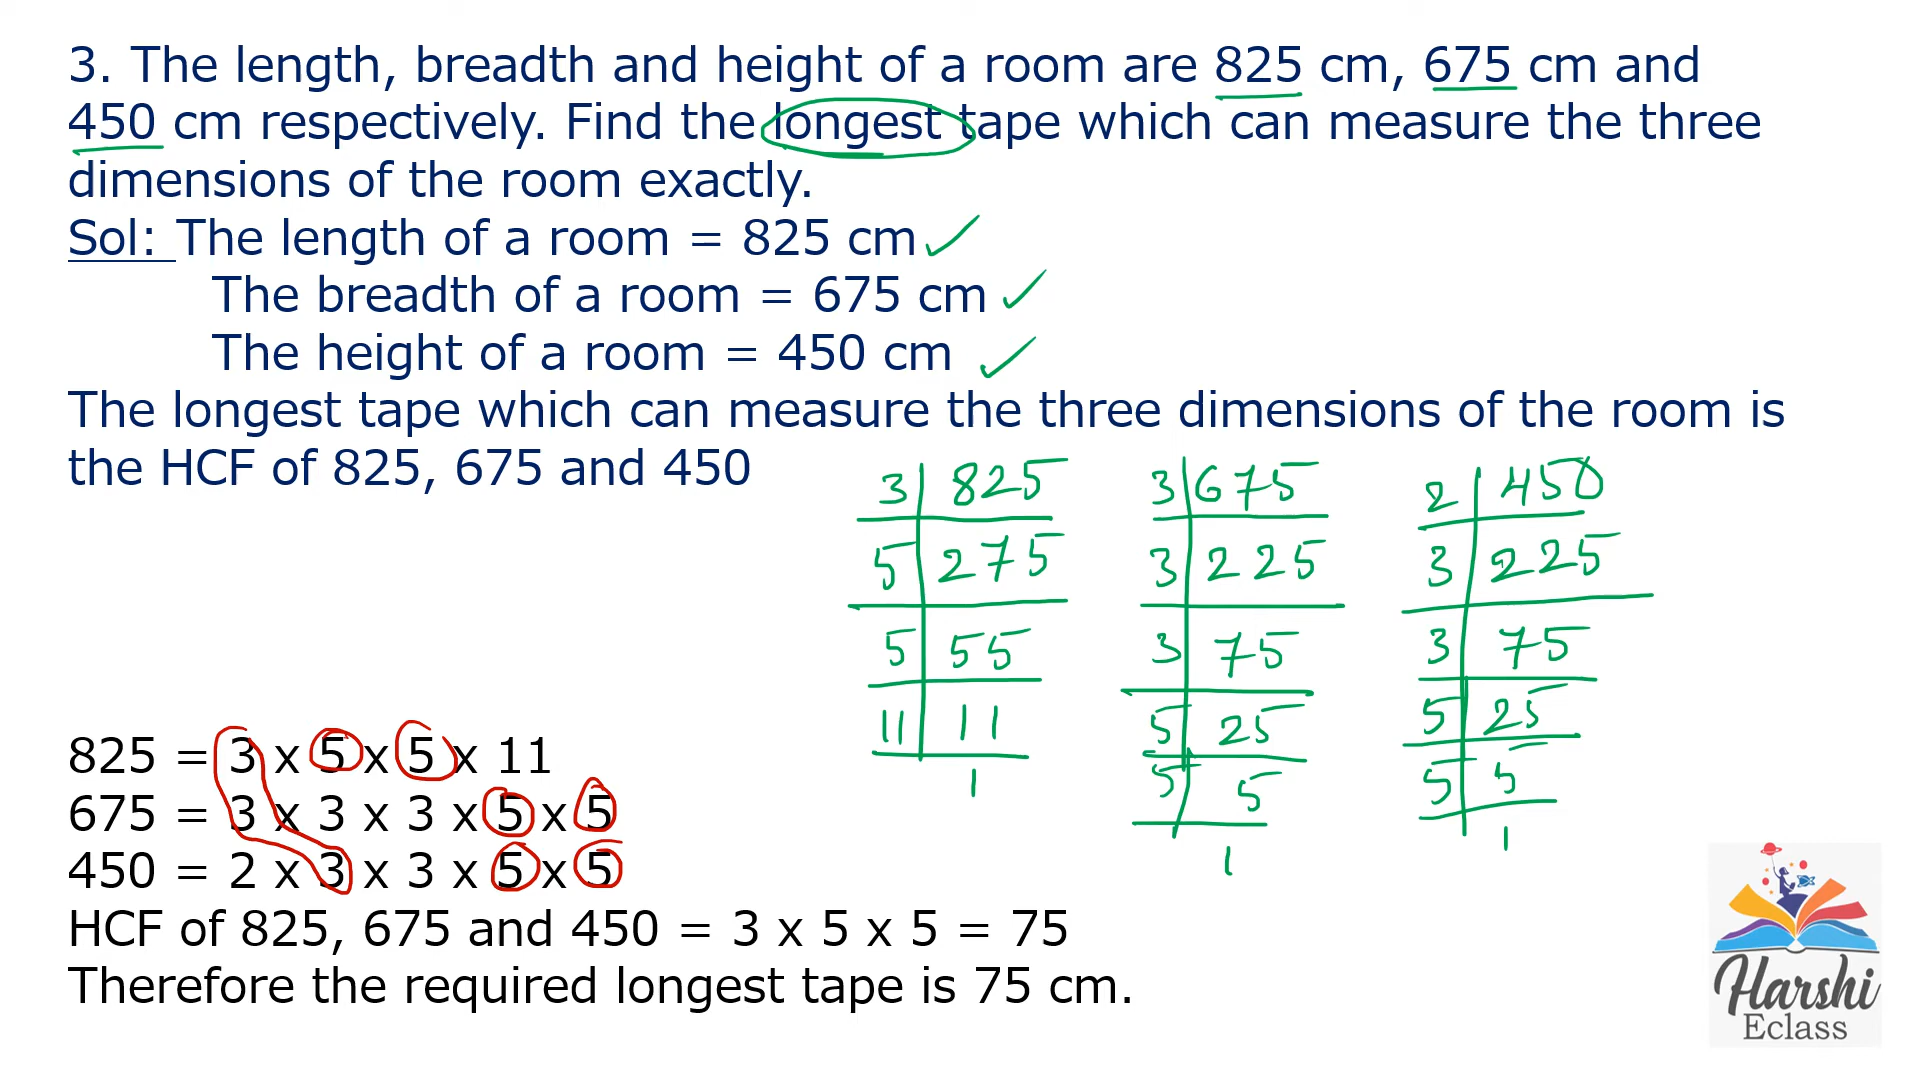 3. The length, breadth and height of a room are 825 cm, 675 cm and
450 cm respectively. Find the longest tape which can measure the three
dimensions of the room exactly.
Sol: The length of a room = 825 cm
The breadth of a room = 675 cm
The height of a room = 450 cm
The longest tape which can measure the three dimensions of the room is
the HCF of 825, 675 and 450
3 825
5 275
5 55
11 11
1
3 675
3 225
3 75
5 25
5 5
1
2 450
3 225
3 75
5 25
5 5
1
825 = 3 x 5 x 5 x 11
675 = 3 x 3 x 3 x 5 x 5
450 = 2 x 3 x 3 x 5 x 5
HCF of 825, 675 and 450 = 3 x 5 x 5 = 75
Therefore the required longest tape is 75 cm.
Harshi
Eclass